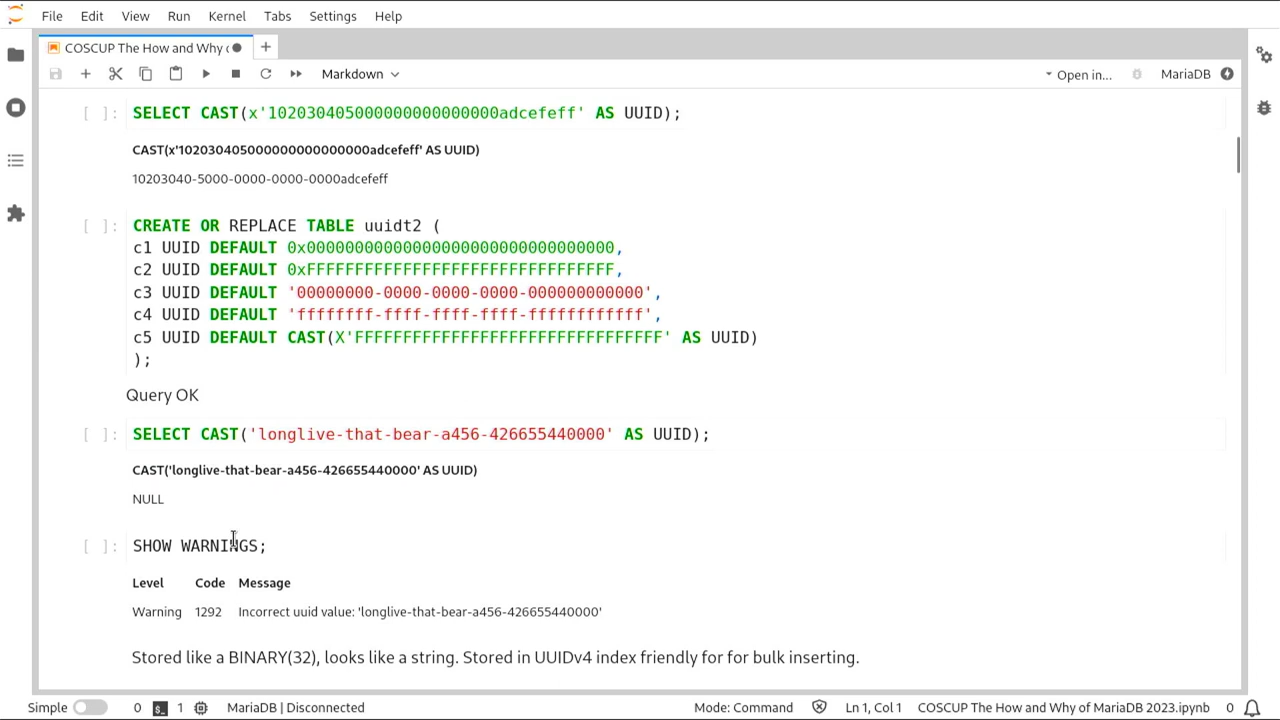 File Edit View Run Kernel Tabs Settings Help
COSCUP The How and Why
Markdown Open in... MariaDB
[ ]: SELECT CAST(x'10203040500000000000000adcefeff' AS UUID);
CAST(x'10203040500000000000000adcefeff' AS UUID)
10203040-5000-0000-0000-0000adcefeff
[ ]: CREATE OR REPLACE TABLE uuidt2 (
c1 UUID DEFAULT 0x00000000000000000000000000000000,
c2 UUID DEFAULT 0xFFFFFFFFFFFFFFFFFFFFFFFFFFFFFFFF,
c3 UUID DEFAULT '00000000-0000-0000-0000-000000000000',
c4 UUID DEFAULT 'ffffffff-ffff-ffff-ffff-ffffffffffff',
c5 UUID DEFAULT CAST(X'FFFFFFFFFFFFFFFFFFFFFFFFFFFFFFFF' AS UUID)
);
Query OK
[ ]: SELECT CAST('longlive-that-bear-a456-426655440000' AS UUID);
CAST('longlive-that-bear-a456-426655440000' AS UUID)
NULL
[ ]: SHOW WARNINGS;
Level Code Message
Warning 1292 Incorrect uuid value: 'longlive-that-bear-a456-426655440000'
Stored like a BINARY(32), looks like a string. Stored in UUIDv4 index friendly for for bulk inserting.
Simple 0 1 MariaDB | Disconnected Mode: Command Ln 1, Col 1 COSCUP The How and Why of MariaDB 2023.ipynb 0